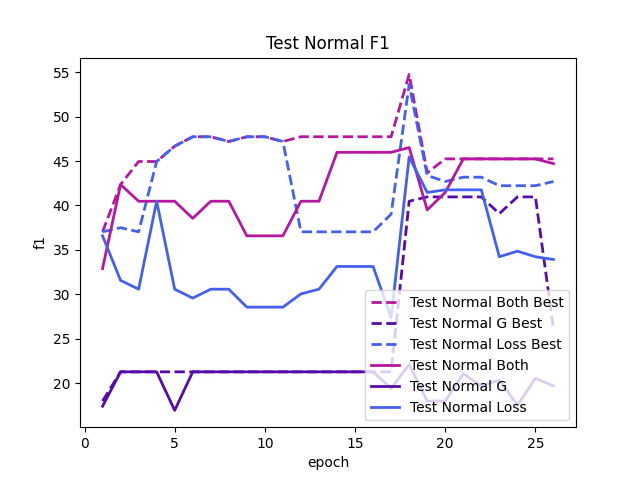 Test Normal F1
f1
55
50
45
40
35
30
25
20
0
5
10
15
20
25
epoch
Test Normal Both Best
Test Normal G Best
Test Normal Loss Best
Test Normal Both
Test Normal G
Test Normal Loss